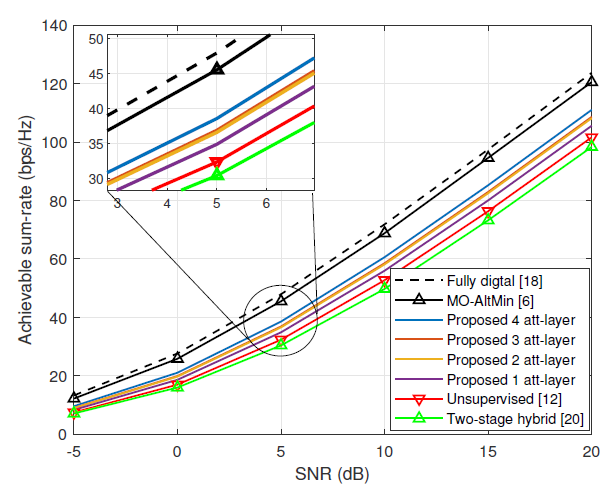 140
120
100
80
60
40
20
0
50
45
40
35
30
3
4
5
6
Achievable sum-rate (bps/Hz)
Fully digtal [18]
MO-AltMin [6]
Proposed 4 att-layer
Proposed 3 att-layer
Proposed 2 att-layer
Proposed 1 att-layer
Unsupervised [12]
Two-stage hybrid [20]
-5
0
5
10
15
20
SNR (dB)